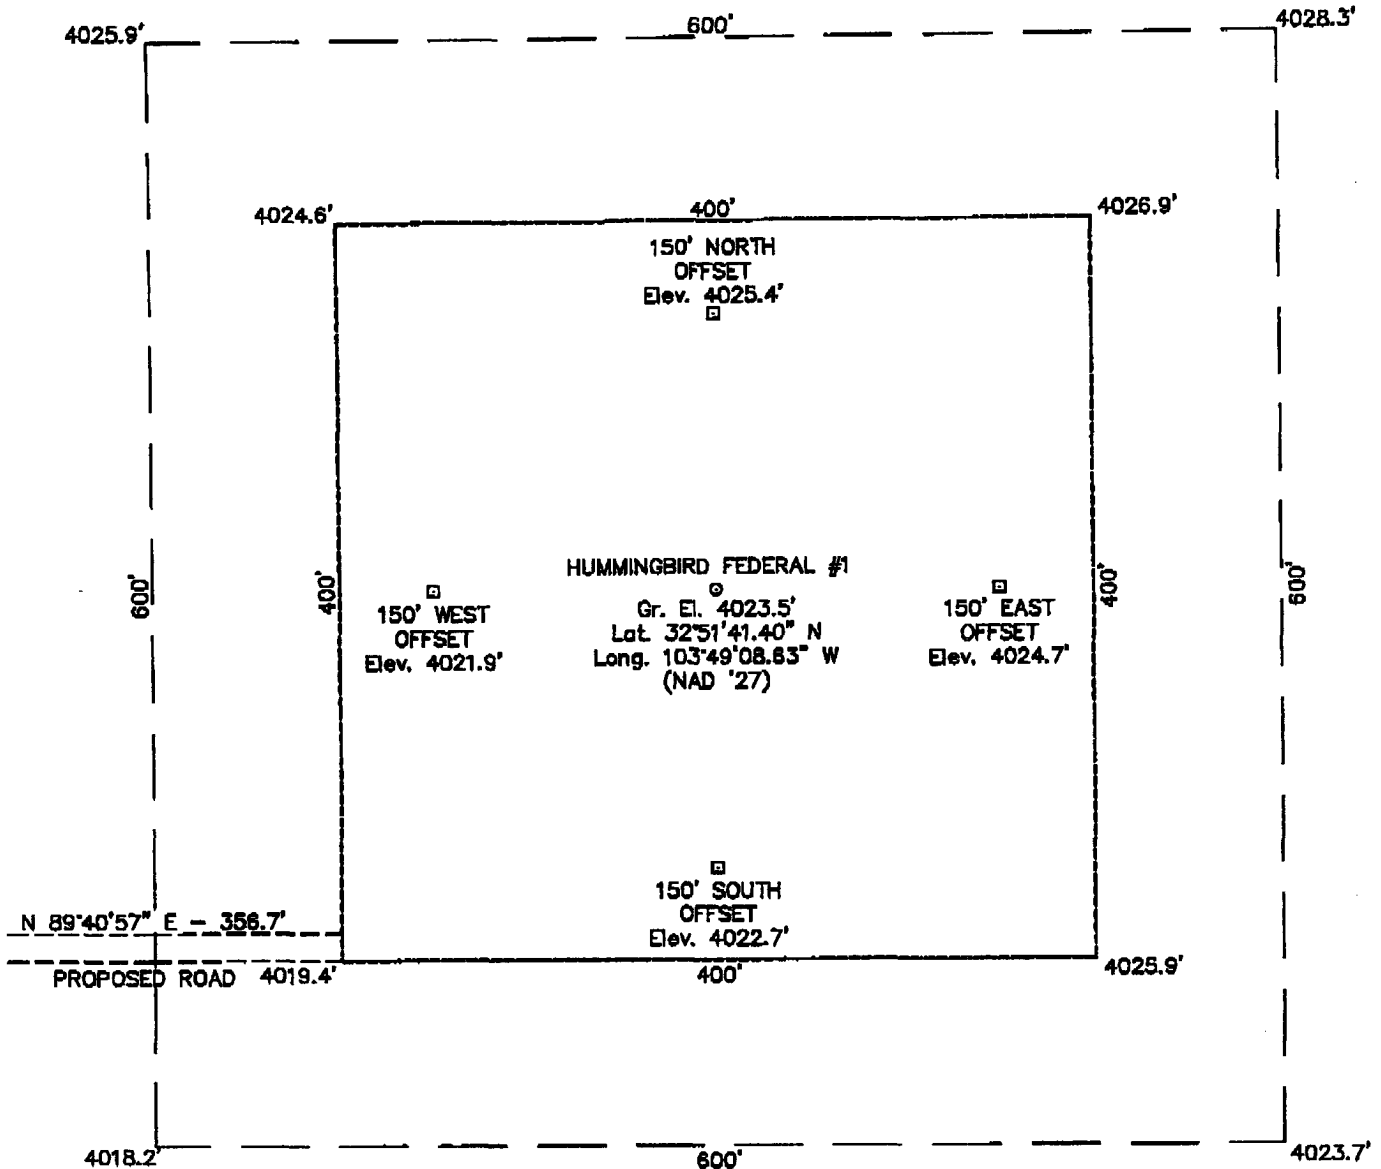 4025.9'
600'
4028.3'
4024.6'
400'
4026.9'
150' NORTH
OFFSET
Elev. 4025.4'
600'
400'
150' WEST
OFFSET
Elev. 4021.9'
HUMMINGBIRD FEDERAL #1
Gr. El. 4023.5'
Lat. 32°51'41.40" N
Long. 103°49'08.63" W
(NAD '27)
150' EAST
OFFSET
Elev. 4024.7'
400'
600'
150' SOUTH
OFFSET
Elev. 4022.7'
N 89°40'57" E - 356.7'
PROPOSED ROAD
4019.4'
400'
4025.9'
4018.2'
600'
4023.7'